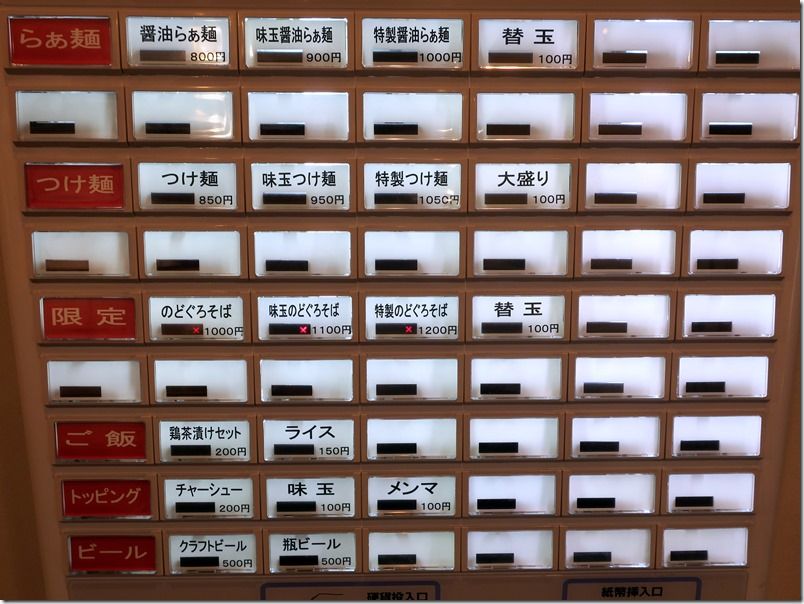 らぁ麺
醤油らぁ麺 800円
味玉醤油らぁ麺 900円
特製醤油らぁ麺 1000円
替玉 100円
つけ麺
つけ麺 850円
味玉つけ麺 950円
特製つけ麺 1050円
大盛り 100円
限定
のどぐろそば × 1000円
味玉のどぐろそば × 1100円
特製のどぐろそば × 1200円
替玉 100円
ご飯
鶏茶漬けセット 200円
ライス 150円
トッピング
チャーシュー 200円
味玉 100円
メンマ 100円
ビール
クラフトビール 500円
瓶ビール 500円
硬貨投入口
紙幣挿入口